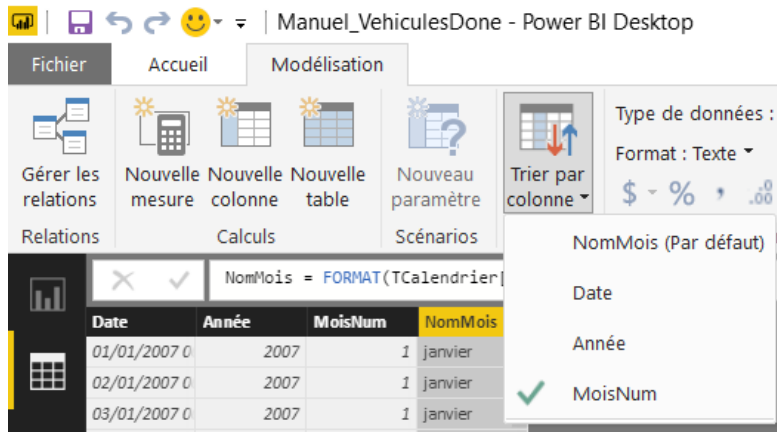 Manuel_VehiculesDone - Power BI Desktop
Fichier Accueil Modélisation
Gérer les relations
Nouvelle mesure
Nouvelle colonne
Nouvelle table
Nouveau paramètre
Trier par colonne
Type de données :
Format : Texte
$ % , .00
Relations Calculs Scénarios
NomMois (Par défaut)
Date
Année
MoisNum
NomMois = FORMAT(TCalendrier[
Date Année MoisNum NomMois
01/01/2007 0 2007 1 janvier
02/01/2007 0 2007 1 janvier
03/01/2007 0 2007 1 janvier